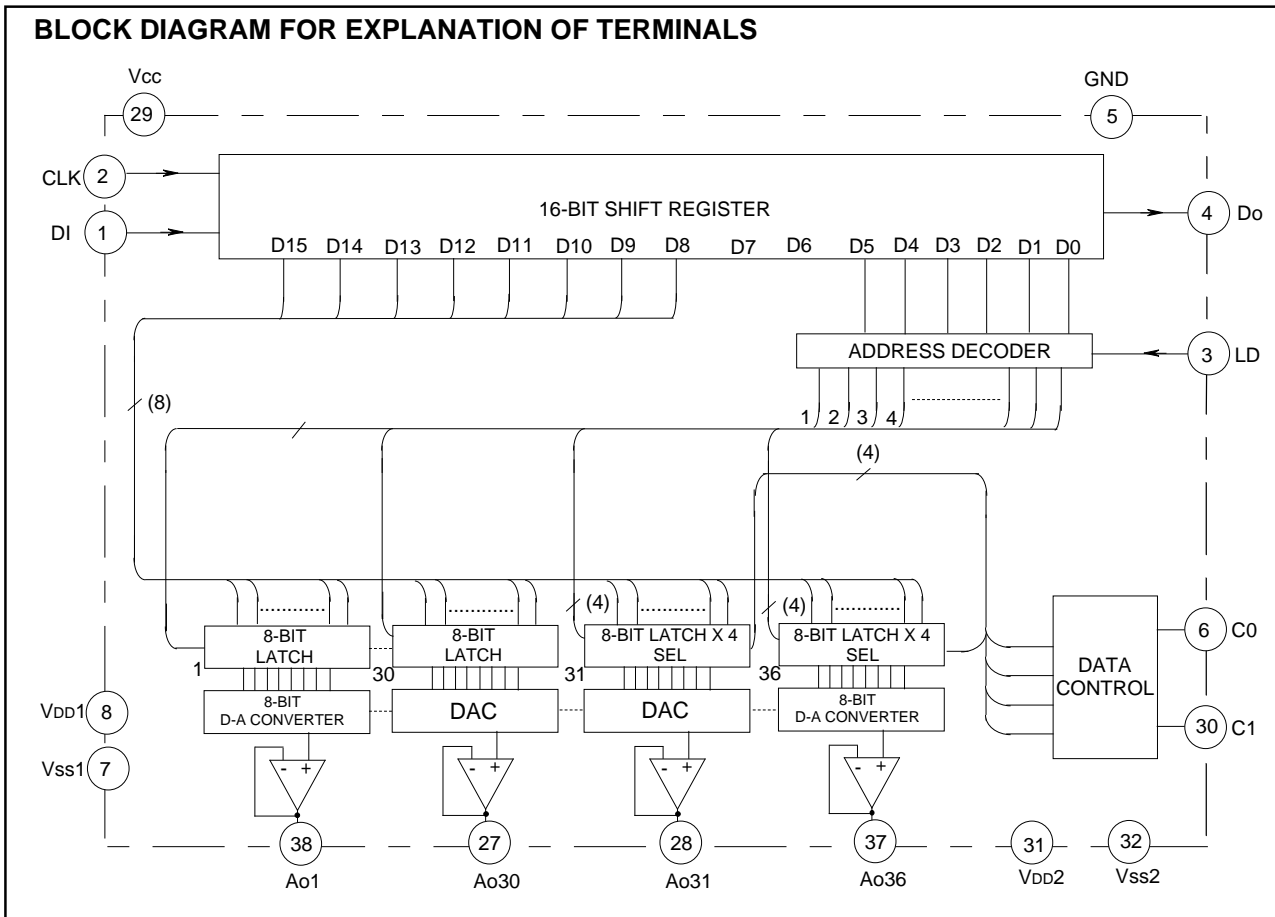 BLOCK DIAGRAM FOR EXPLANATION OF TERMINALS
Vcc
GND
29
5
CLK 2
16-BIT SHIFT REGISTER
4 Do
DI 1
D15 D14 D13 D12 D11 D10 D9 D8 D7 D6 D5 D4 D3 D2 D1 D0
ADDRESS DECODER
3 LD
(8)
1 2 3 4
(4)
(4)
(4)
8-BIT
LATCH
8-BIT
LATCH
8-BIT LATCH X 4
SEL
8-BIT LATCH X 4
SEL
1
30
31
36
DATA
CONTROL
6 C0
30 C1
8-BIT
D-A CONVERTER
DAC
DAC
8-BIT
D-A CONVERTER
VDD1 8
Vss1 7
- +
- +
- +
- +
38
27
28
37
31
32
Ao1
Ao30
Ao31
Ao36
VDD2
Vss2